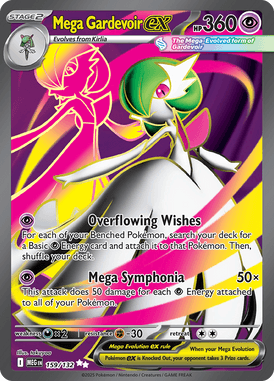 STAGE2
Mega Gardevoir ex
HP 360
Evolves from Kirlia
The Mega-Evolved form of
Gardevoir
Overflowing Wishes
For each of your Benched Pokémon, search your deck for
a Basic Energy card and attach it to that Pokémon. Then,
shuffle your deck.
Mega Symphonia 50×
This attack does 50 damage for each Energy attached
to all of your Pokémon.
weakness ×2 resistance -30 retreat
Mega Evolution ex rule
When your Mega Evolution
Pokémon ex is Knocked Out, your opponent takes 3 Prize cards.
MEG EN 159/132
©2025 Pokémon / Nintendo / Creatures / GAME FREAK